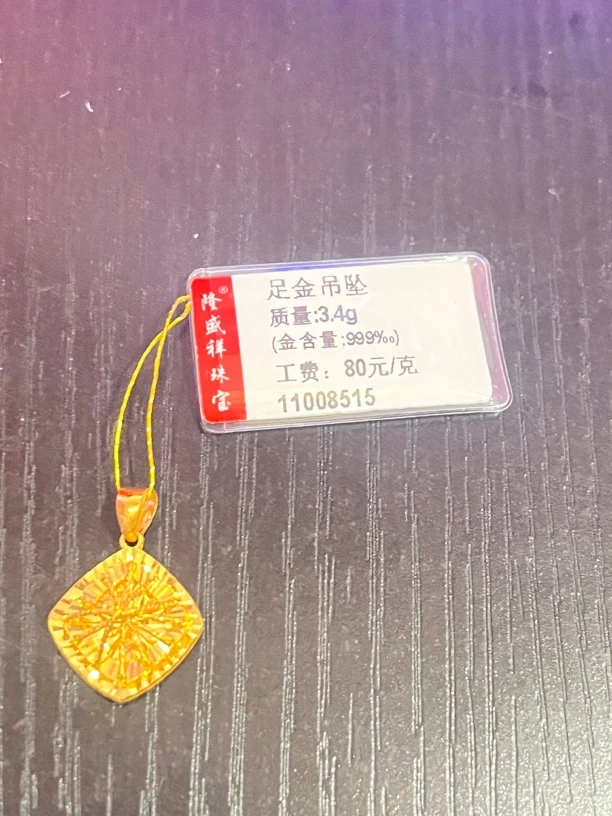 隆盛祥珠宝®
足金吊坠
质量:3.4g
(金含量:999‰)
工费：80元/克
11008515